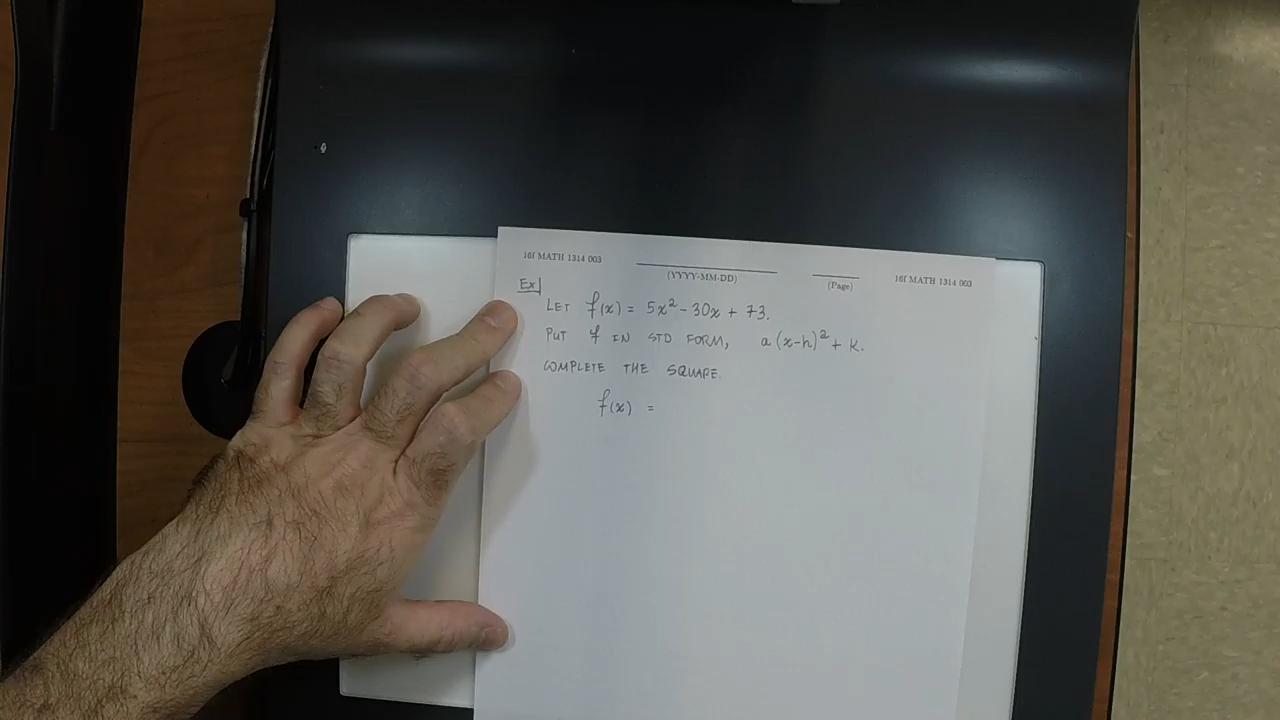 16f MATH 1314 003
(YYYY-MM-DD)
(Page)
16f MATH 1314 003
Ex
LET f(x) = 5x² - 30x + 73.
PUT f IN STD FORM, a(x-h)² + k.
COMPLETE THE SQUARE.
f(x) =